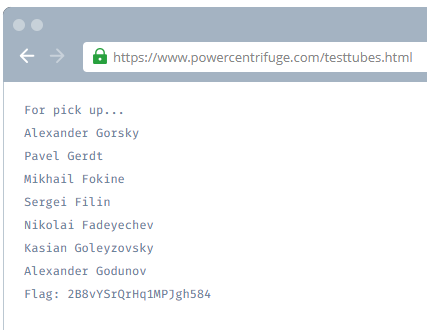 https://www.powercentrifuge.com/testtubes.html
For pick up...
Alexander Gorsky
Pavel Gerdt
Mikhail Fokine
Sergei Filin
Nikolai Fadeyechev
Kasian Goleyzovsky
Alexander Godunov
Flag: 2B8vYSrQrHq1MPJgh584